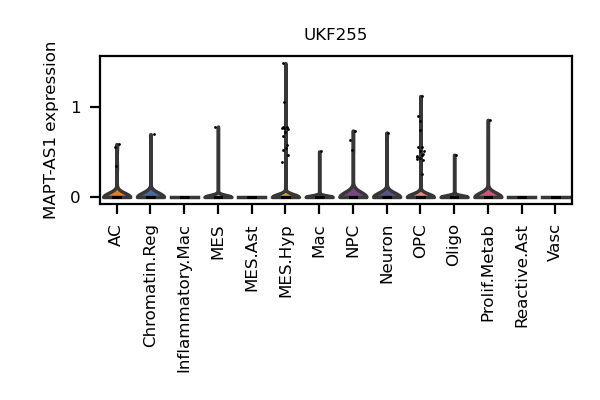 UKF255
MAPT-AS1 expression
1
0
AC
Chromatin.Reg
Inflammatory.Mac
MES
MES.Ast
MES.Hyp
Mac
NPC
Neuron
OPC
Oligo
Prolif.Metab
Reactive.Ast
Vasc